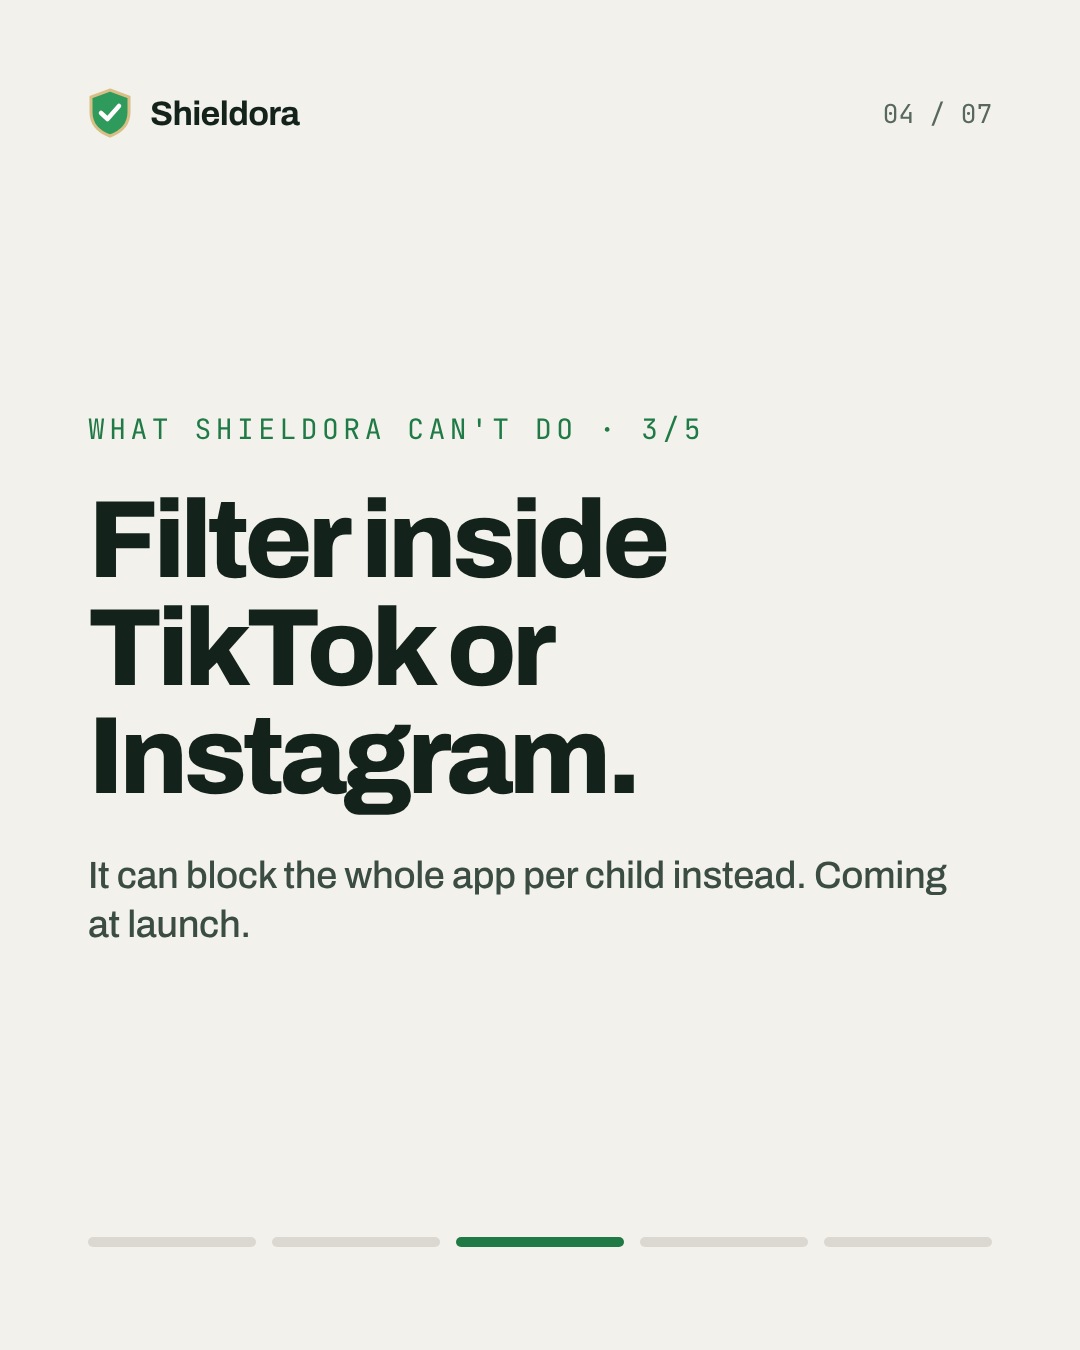 Shieldora
04 / 07
WHAT SHIELDORA CAN'T DO · 3/5
Filter inside
TikTok or
Instagram.
It can block the whole app per child instead. Coming
at launch.